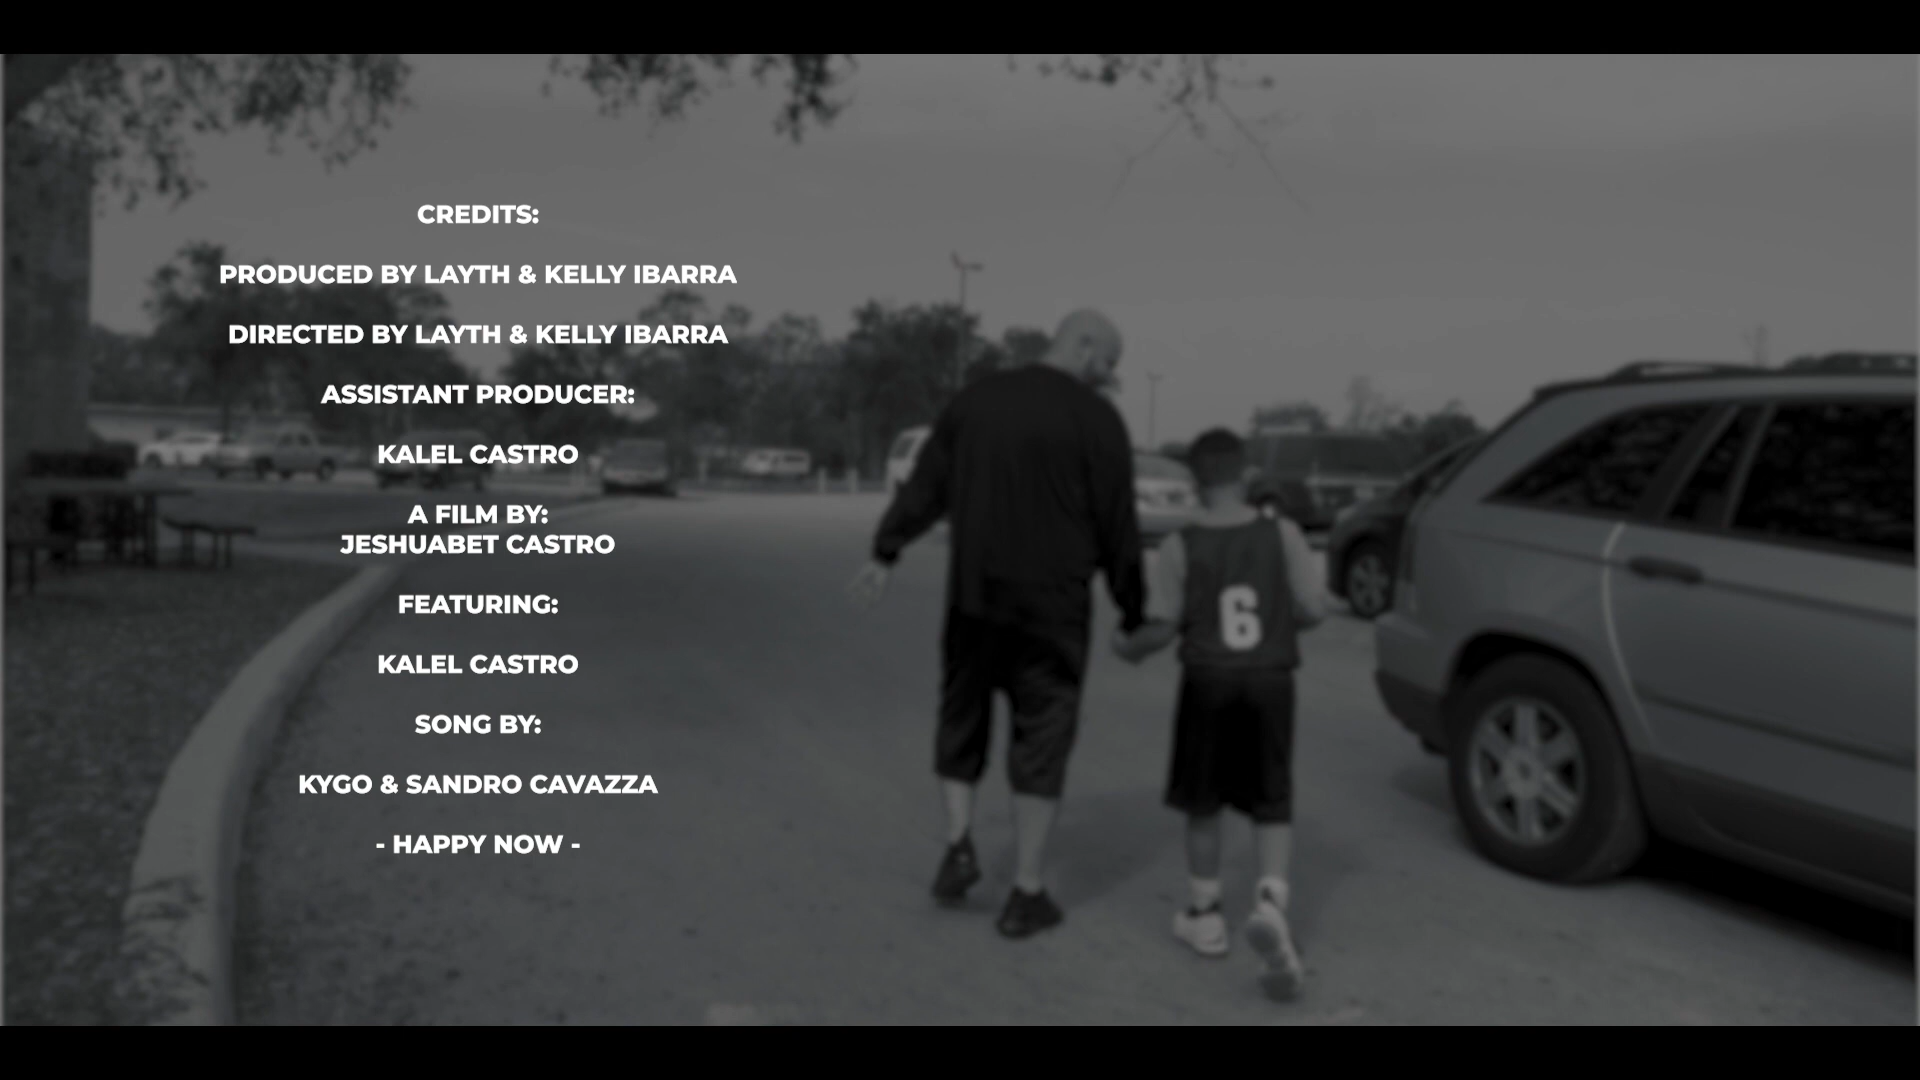 CREDITS:
PRODUCED BY LAYTH & KELLY IBARRA
DIRECTED BY LAYTH & KELLY IBARRA
ASSISTANT PRODUCER:
KALEL CASTRO
A FILM BY:
JESHUABET CASTRO
FEATURING:
KALEL CASTRO
SONG BY:
KYGO & SANDRO CAVAZZA
- HAPPY NOW -
6